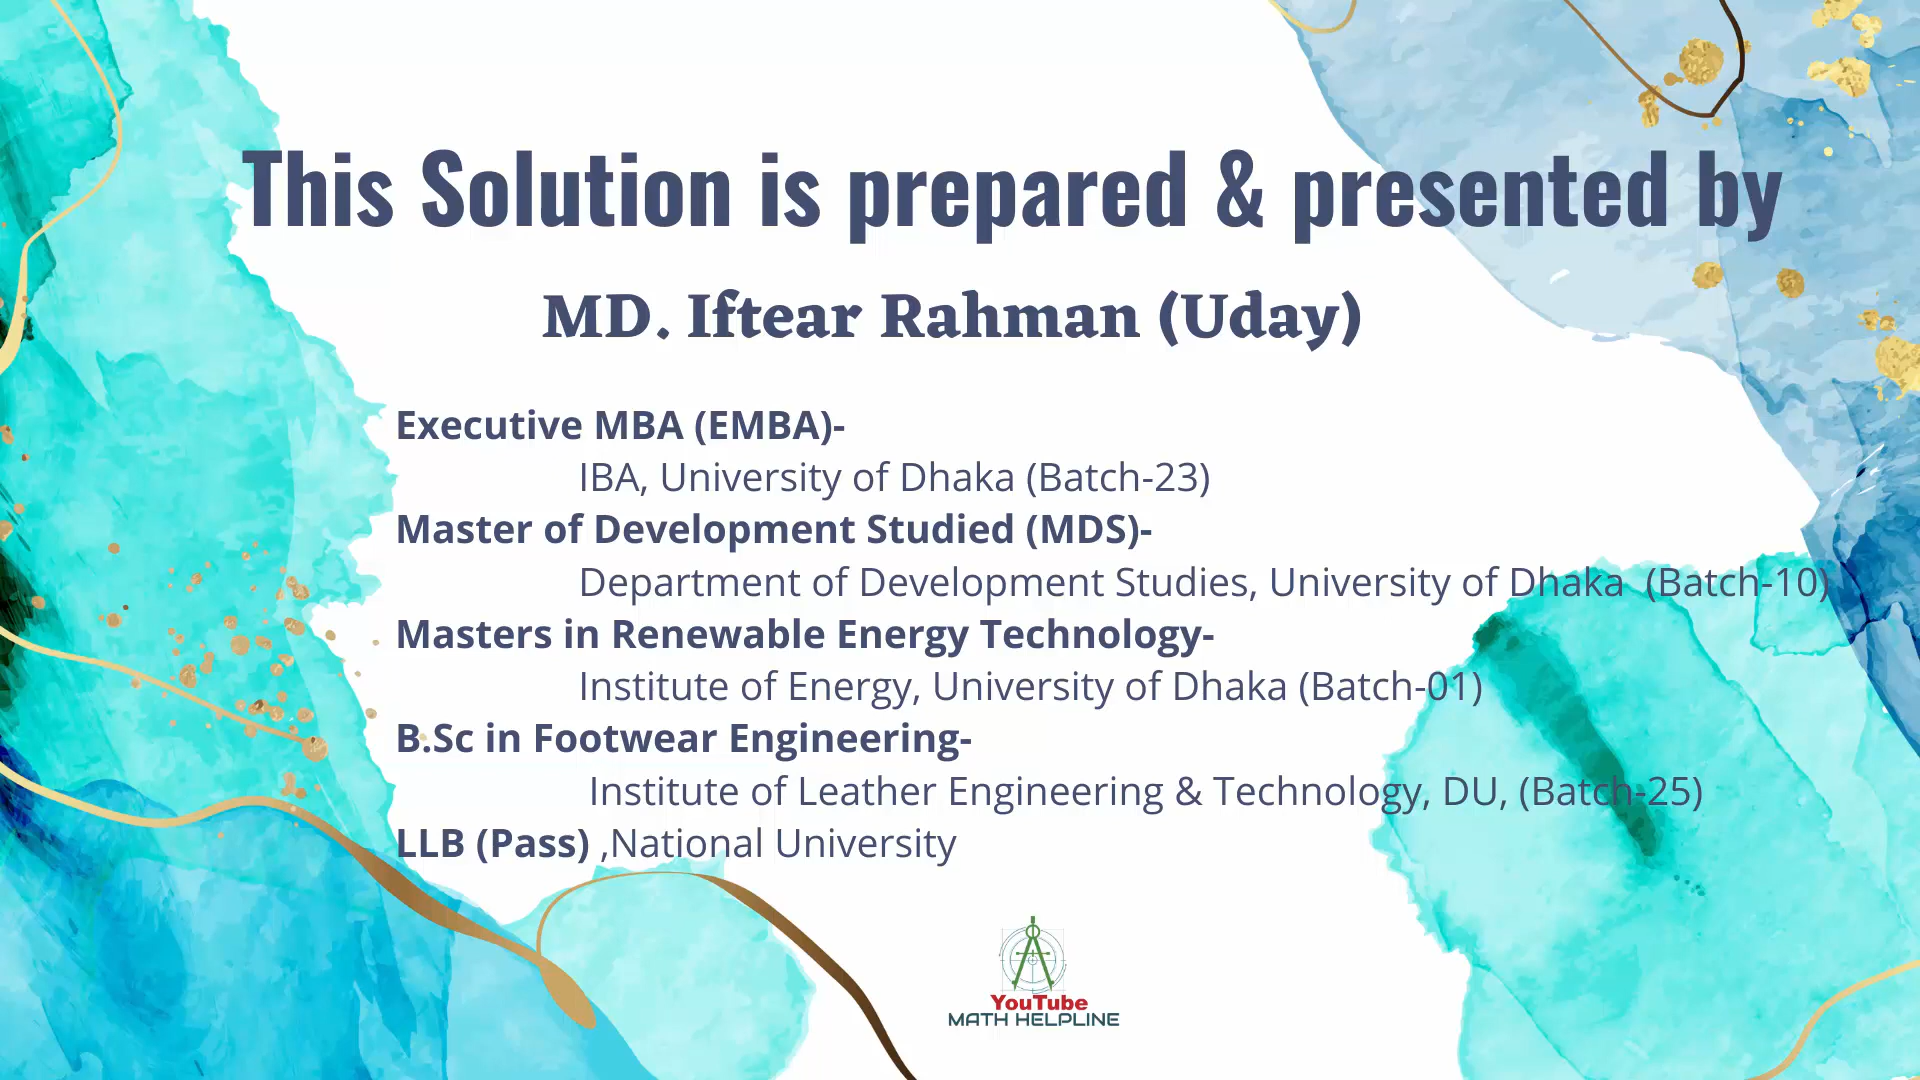 This Solution is prepared & presented by
MD. Iftear Rahman (Uday)
Executive MBA (EMBA)-
IBA, University of Dhaka (Batch-23)
Master of Development Studied (MDS)-
Department of Development Studies, University of Dhaka (Batch-10)
Masters in Renewable Energy Technology-
Institute of Energy, University of Dhaka (Batch-01)
B.Sc in Footwear Engineering-
Institute of Leather Engineering & Technology, DU, (Batch-25)
LLB (Pass) ,National University
YouTube
MATH HELPLINE